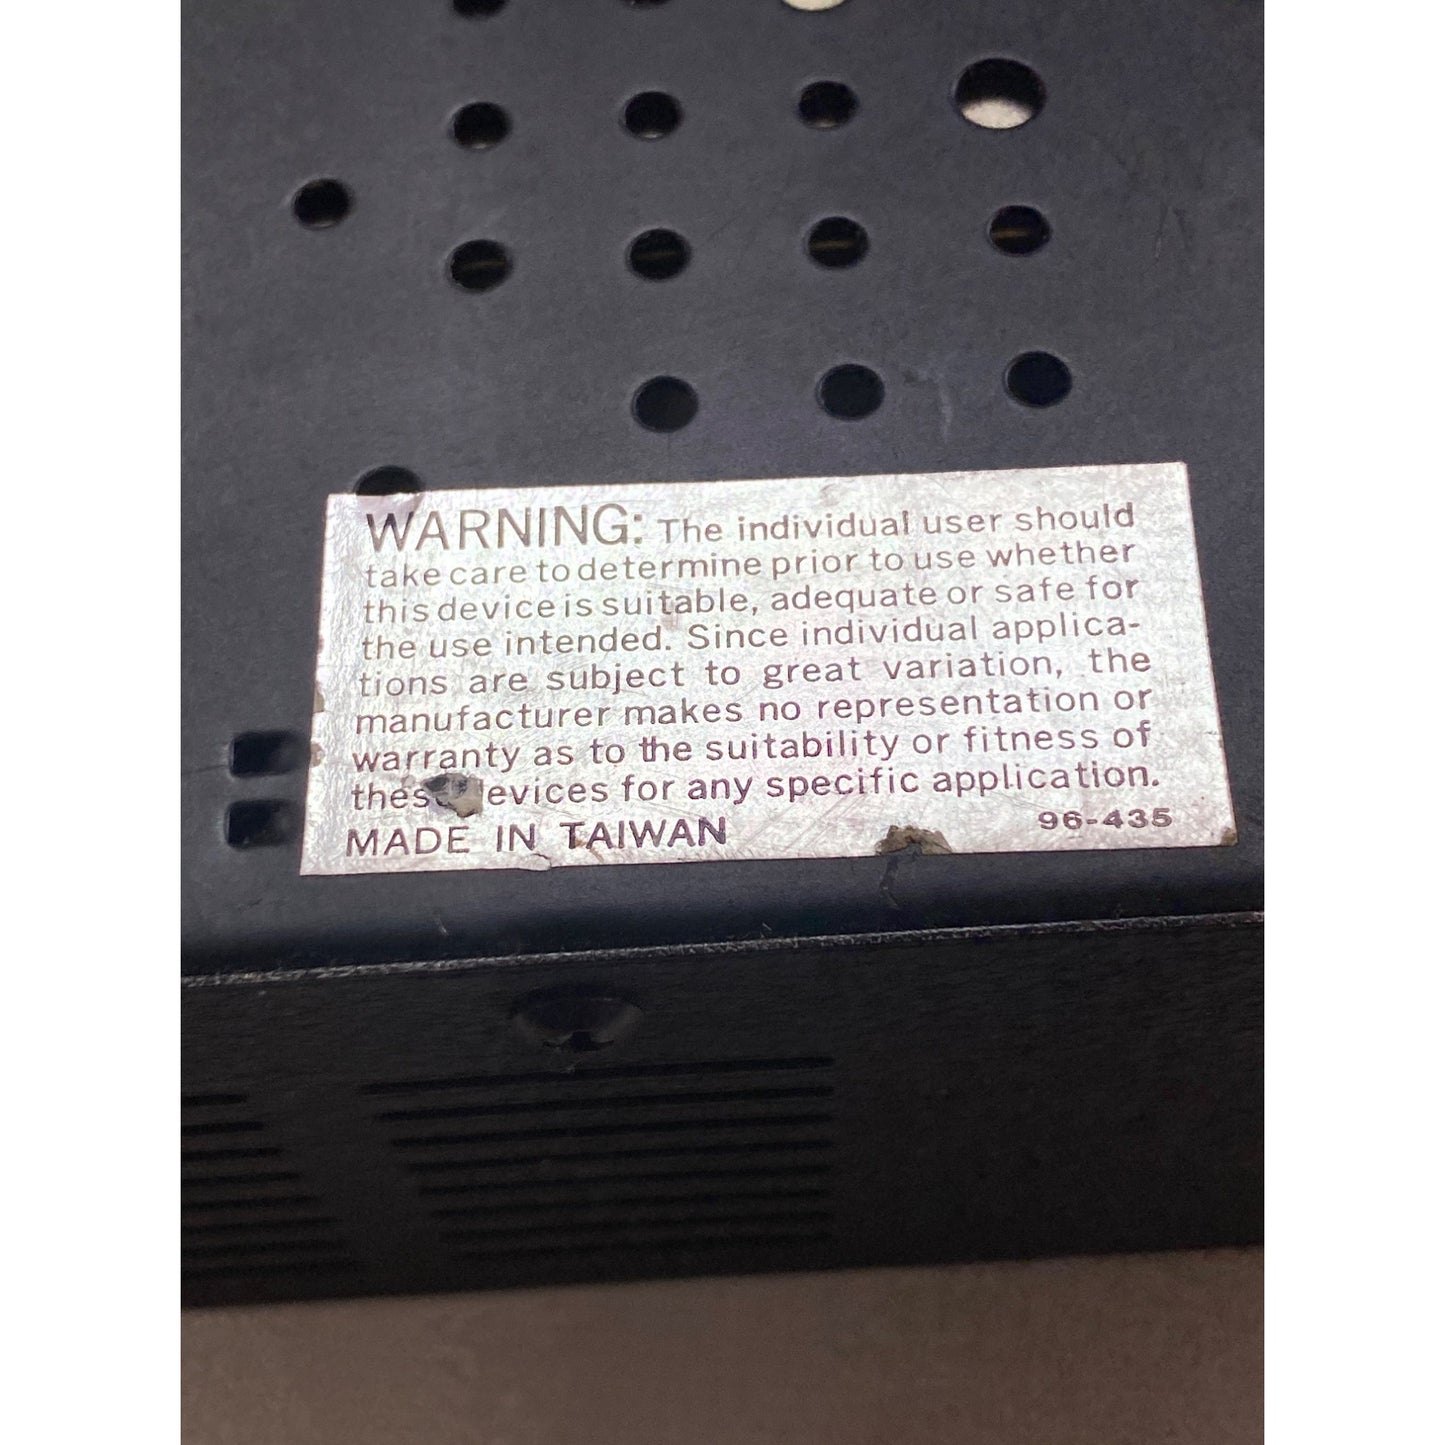 WARNING: The individual user should
take care to determine prior to use whether
this device is suitable, adequate or safe for
the use intended. Since individual applica-
tions are subject to great variation, the
manufacturer makes no representation or
warranty as to the suitability or fitness of
thes evices for any specific application.
MADE IN TAIWAN 96-435